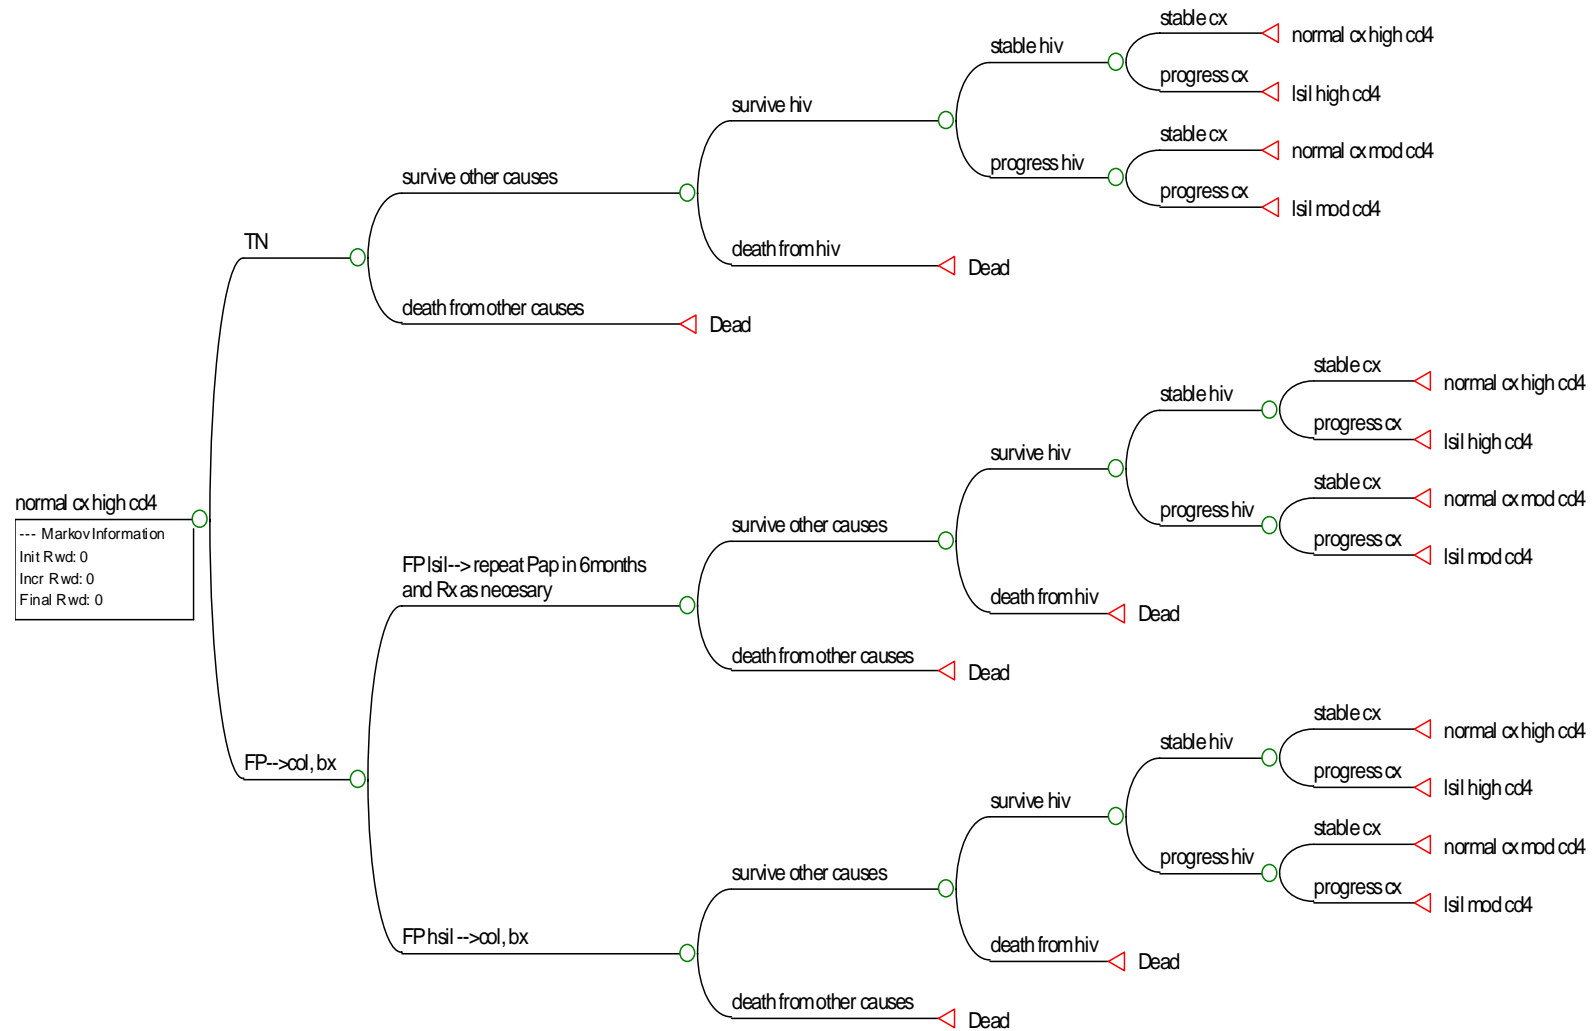 stable cx
normal cx high cd4
stable hiv
progress cx
lsil high cd4
survive hiv
stable cx
normal cx mod cd4
progress hiv
progress cx
lsil mod cd4
survive other causes
TN
death from hiv
Dead
death from other causes
Dead
stable cx
normal cx high cd4
stable hiv
progress cx
lsil high cd4
survive hiv
stable cx
normal cx mod cd4
progress hiv
progress cx
lsil mod cd4
normal cx high cd4
--- Markov Information
Init Rwd: 0
Incr Rwd: 0
Final Rwd: 0
survive other causes
FP lsil--> repeat Pap in 6months
and Rx as necesary
death from hiv
Dead
death from other causes
Dead
FP-->col, bx
stable cx
normal cx high cd4
stable hiv
progress cx
lsil high cd4
survive hiv
stable cx
normal cx mod cd4
progress hiv
progress cx
lsil mod cd4
survive other causes
FP hsil -->col, bx
death from hiv
Dead
death from other causes
Dead